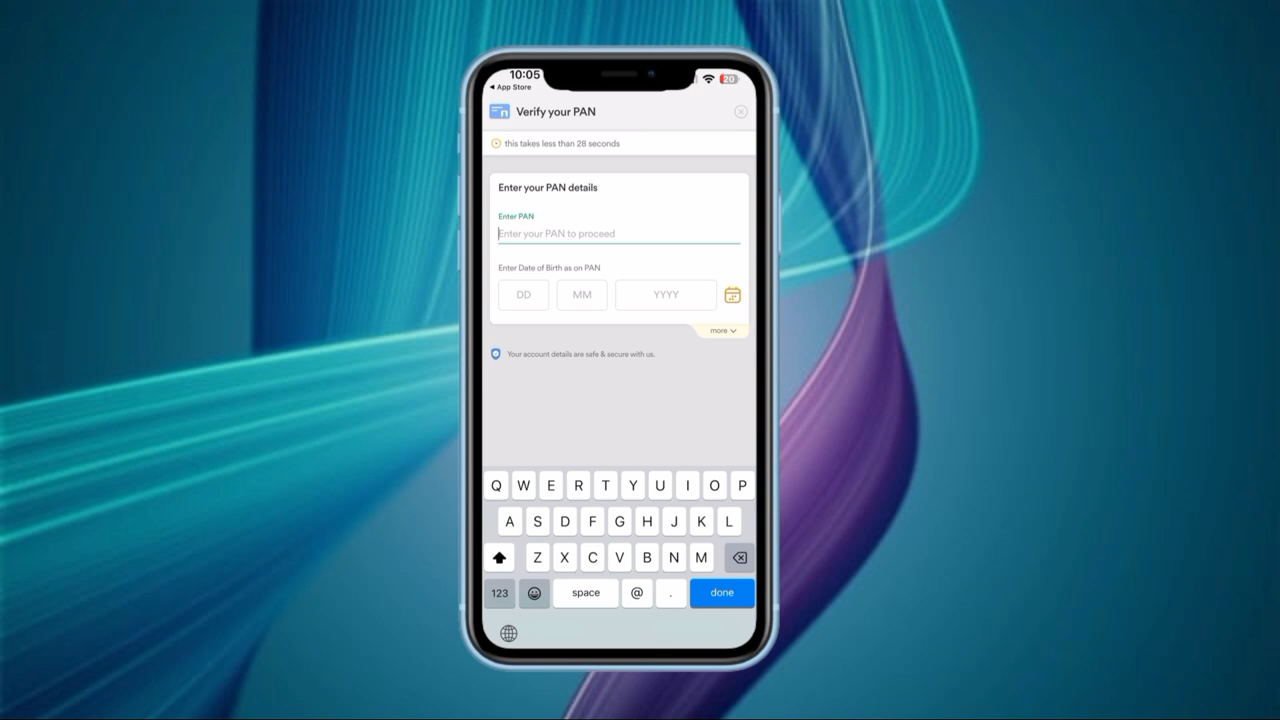 10:05
20
◀ App Store
n
Verify your PAN
this takes less than 28 seconds
Enter your PAN details
Enter PAN
Enter your PAN to proceed
Enter Date of Birth as on PAN
DD MM YYYY
more
Your account details are safe & secure with us.
Q W E R T Y U I O P
A S D F G H J K L
Z X C V B N M
123 space @ . done